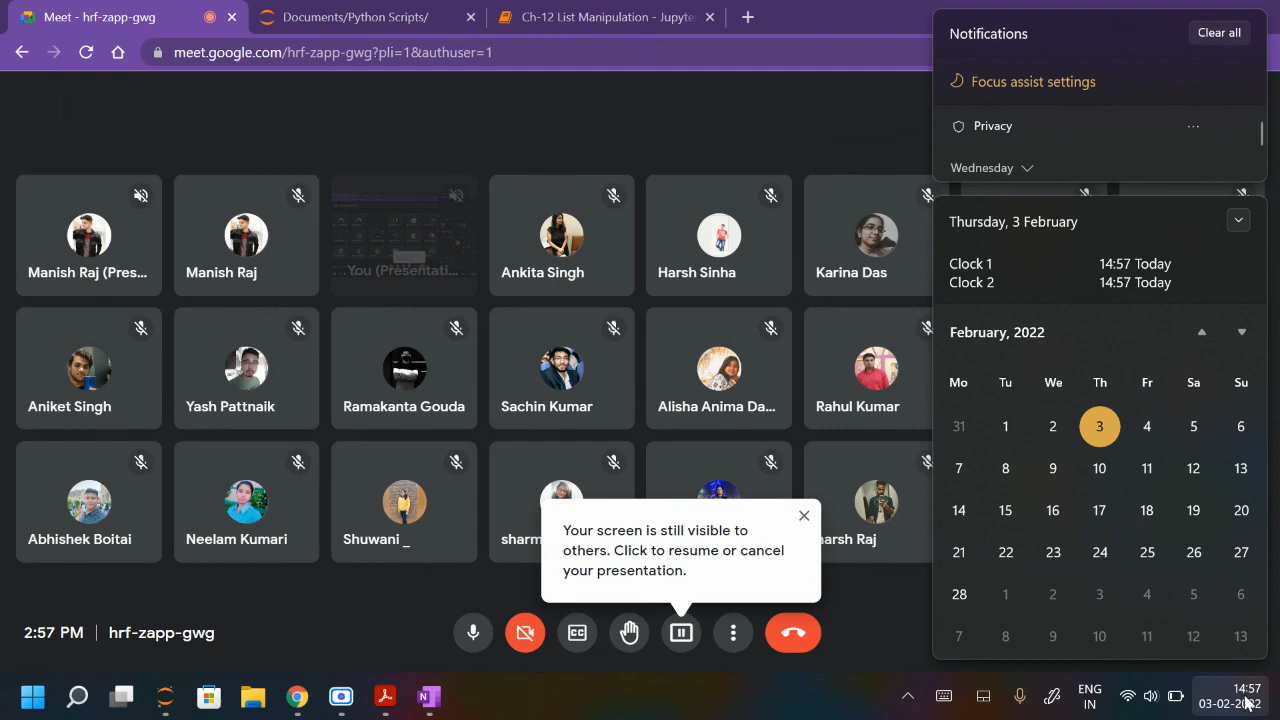 Meet - hrf-zapp-gwg
Documents/Python Scripts/
Ch-12 List Manipulation - Jupyte
meet.google.com/hrf-zapp-gwg?pli=1&authuser=1
Notifications
Clear all
Focus assist settings
Privacy
Wednesday
Manish Raj (Pres...
Manish Raj
You (Presentati...
Ankita Singh
Harsh Sinha
Karina Das
Aniket Singh
Yash Pattnaik
Ramakanta Gouda
Sachin Kumar
Alisha Anima Da...
Rahul Kumar
Abhishek Boitai
Neelam Kumari
Shuwani _
sharm
harsh Raj
Your screen is still visible to
others. Click to resume or cancel
your presentation.
2:57 PM | hrf-zapp-gwg
Thursday, 3 February
Clock 1 14:57 Today
Clock 2 14:57 Today
February, 2022
Mo Tu We Th Fr Sa Su
31 1 2 3 4 5 6
7 8 9 10 11 12 13
14 15 16 17 18 19 20
21 22 23 24 25 26 27
28 1 2 3 4 5 6
7 8 9 10 11 12 13
ENG
IN
14:57
03-02-2022